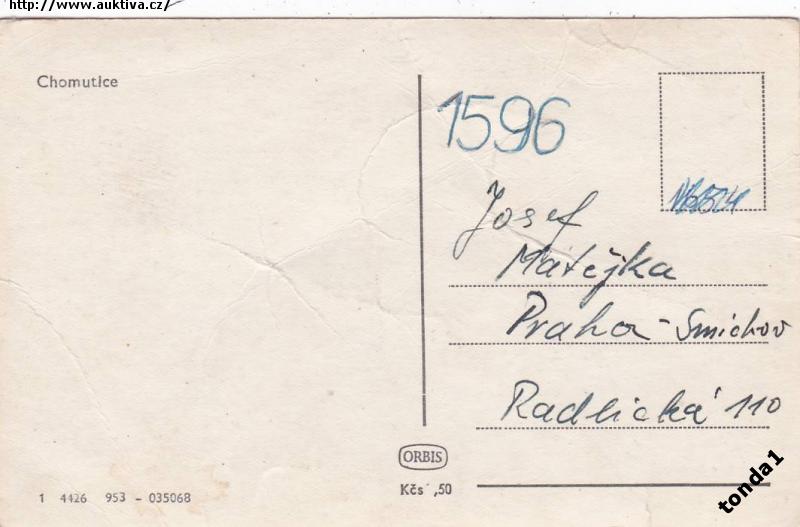 http://www.auktiva.cz/
Chomutice
1596
Josef
Matějka
Praha-Smíchov
Radlická 110
ORBIS
Kčs ,50
1 4426 953 - 035068
tonda1